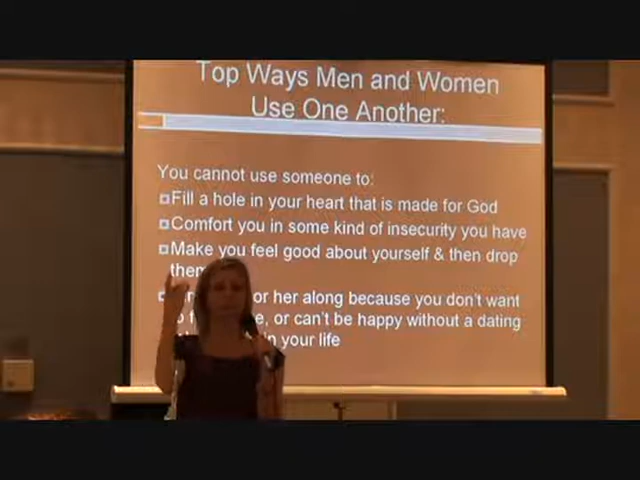 Top Ways Men and Women
Use One Another:
You cannot use someone to:
Fill a hole in your heart that is made for God
Comfort you in some kind of insecurity you have
Make you feel good about yourself & then drop
them
or her along because you don't want
or can't be happy without a dating
in your life